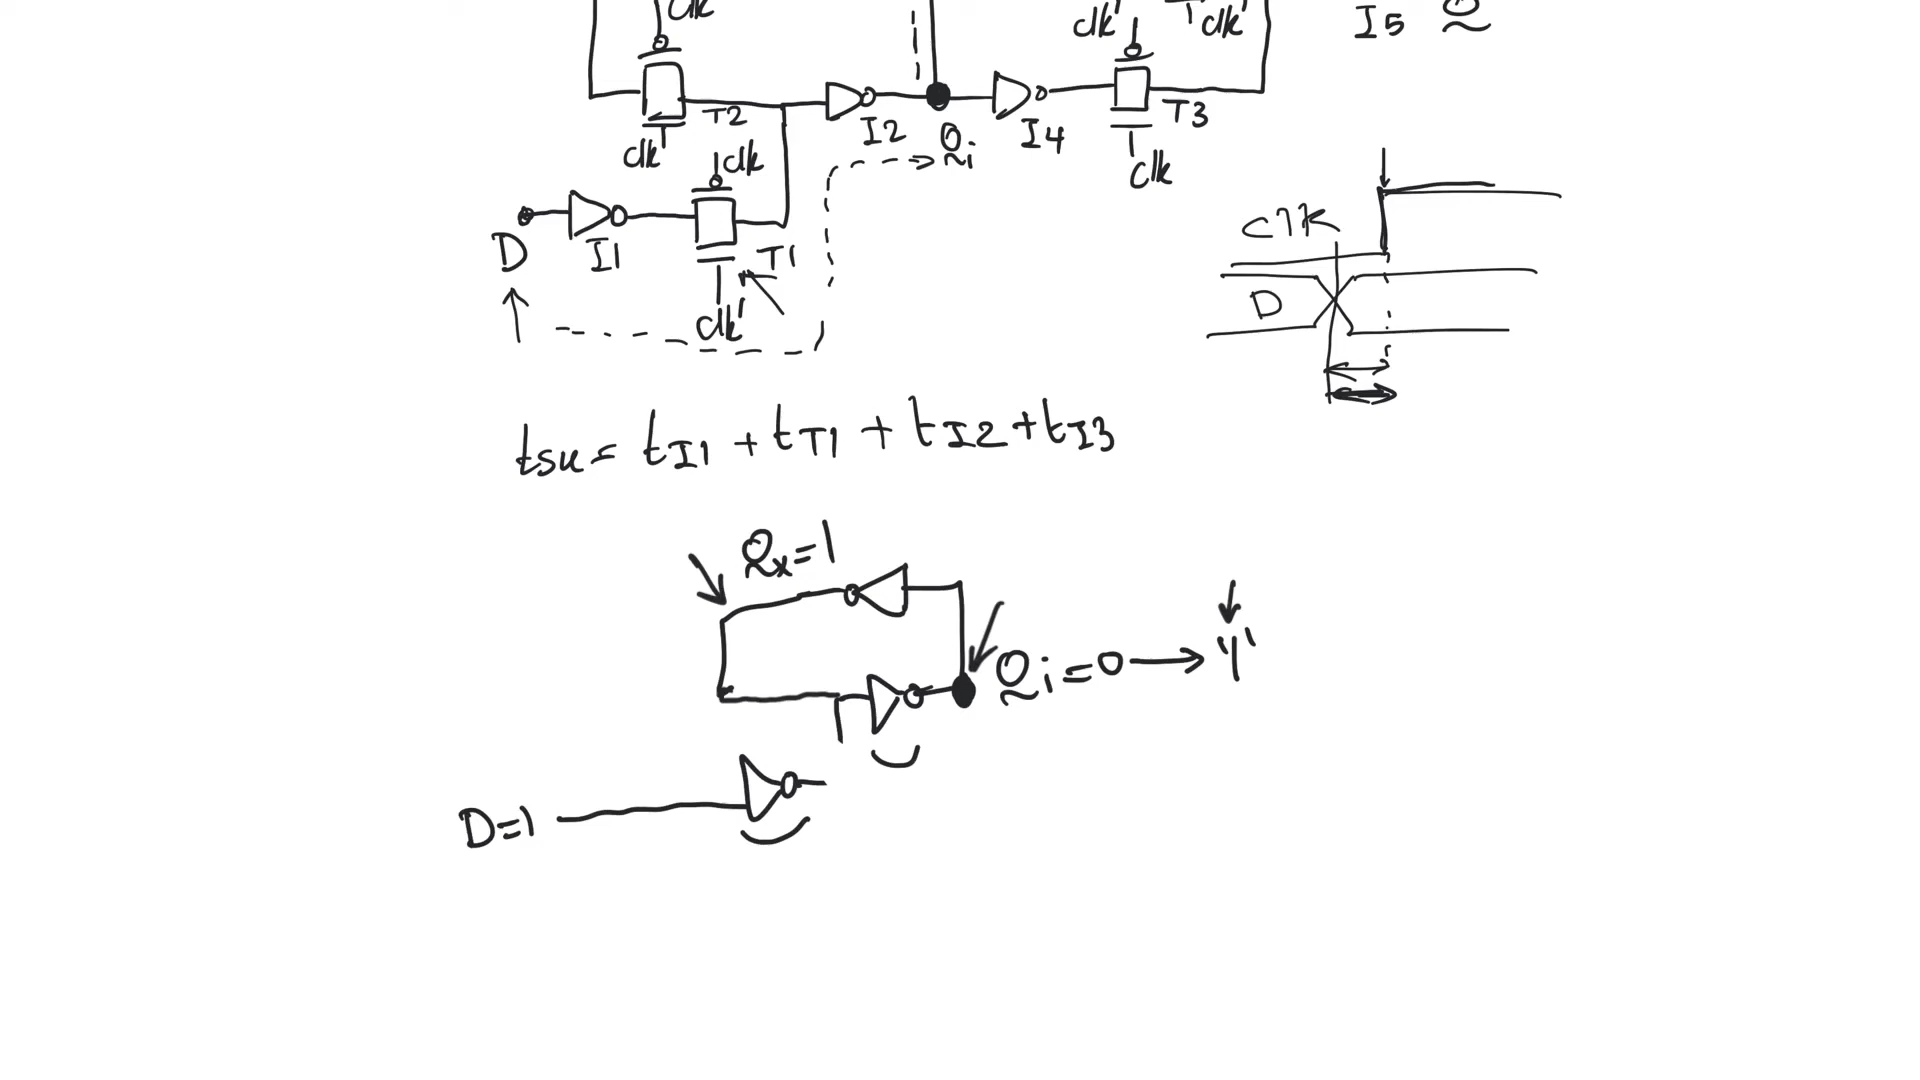 clk
clk'
clk'
I5 Q
T2
I2
Qi
I4
T3
clk'
clk
clk
D
I1
T1
clk'
clk
D
tsu = tI1 + tT1 + tI2 + tI3
Qx=1
Qi=0 → '1'
D=1